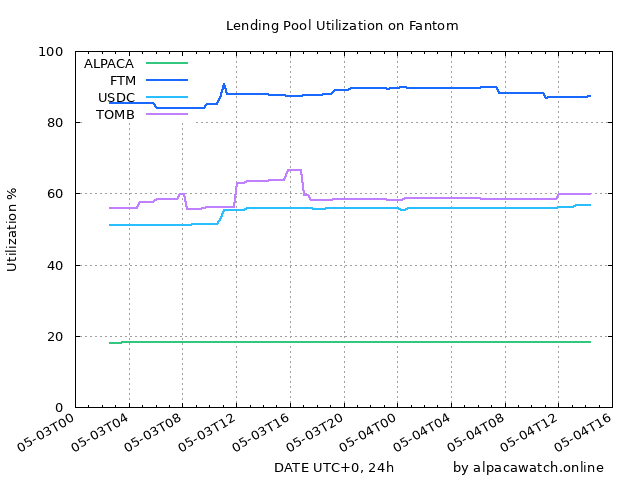 Lending Pool Utilization on Fantom
100
80
60
40
20
0
Utilization %
ALPACA
FTM
USDC
TOMB
05-03T00
05-03T04
05-03T08
05-03T12
05-03T16
05-03T20
05-04T00
05-04T04
05-04T08
05-04T12
05-04T16
DATE UTC+0, 24h by alpacawatch.online